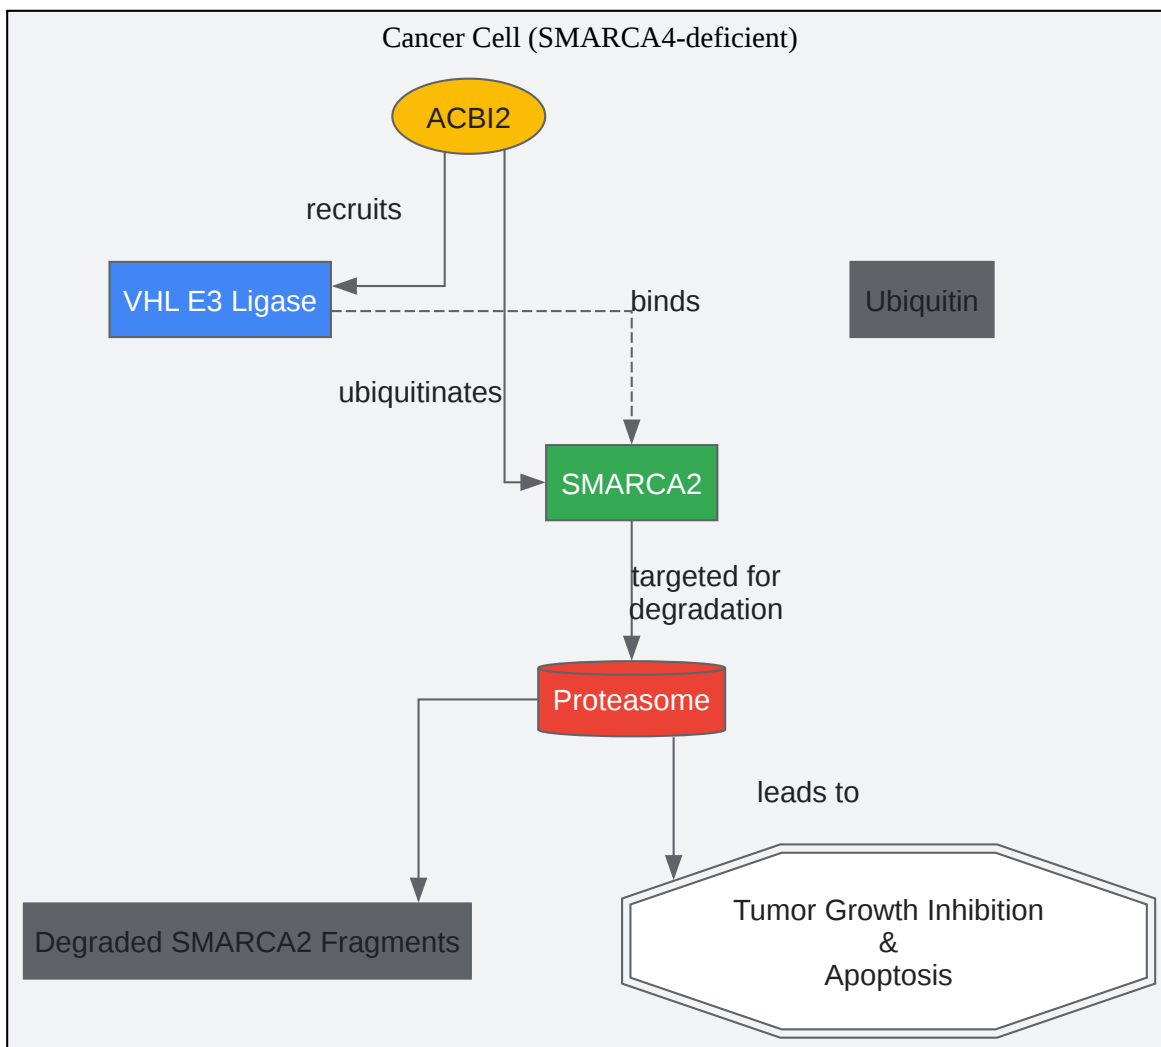 Cancer Cell (SMARCA4-deficient)
ACBI2
recruits
VHL E3 Ligase
binds
Ubiquitin
ubiquitinates
SMARCA2
targeted for
degradation
Proteasome
leads to
Degraded SMARCA2 Fragments
Tumor Growth Inhibition
&
Apoptosis